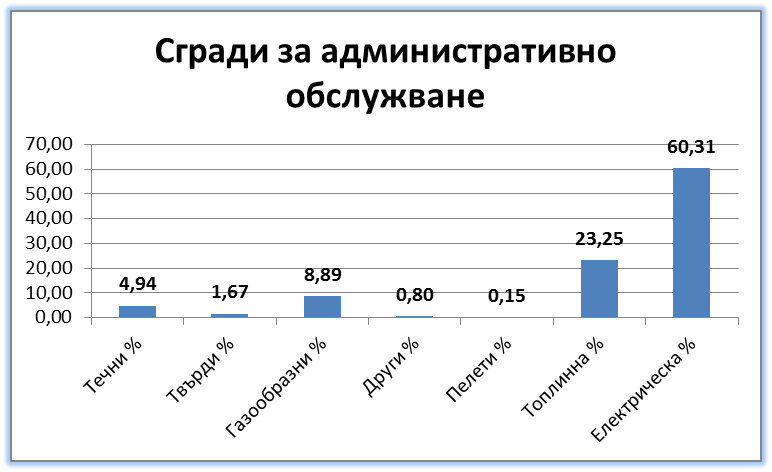 Сгради за административно
обслужване
70,00
60,00
50,00
40,00
30,00
20,00
10,00
0,00
4,94
1,67
8,89
0,80
0,15
23,25
60,31
Течни %
Твърди %
Газообразни %
Други %
Пелети %
Топлинна %
Електрическа %